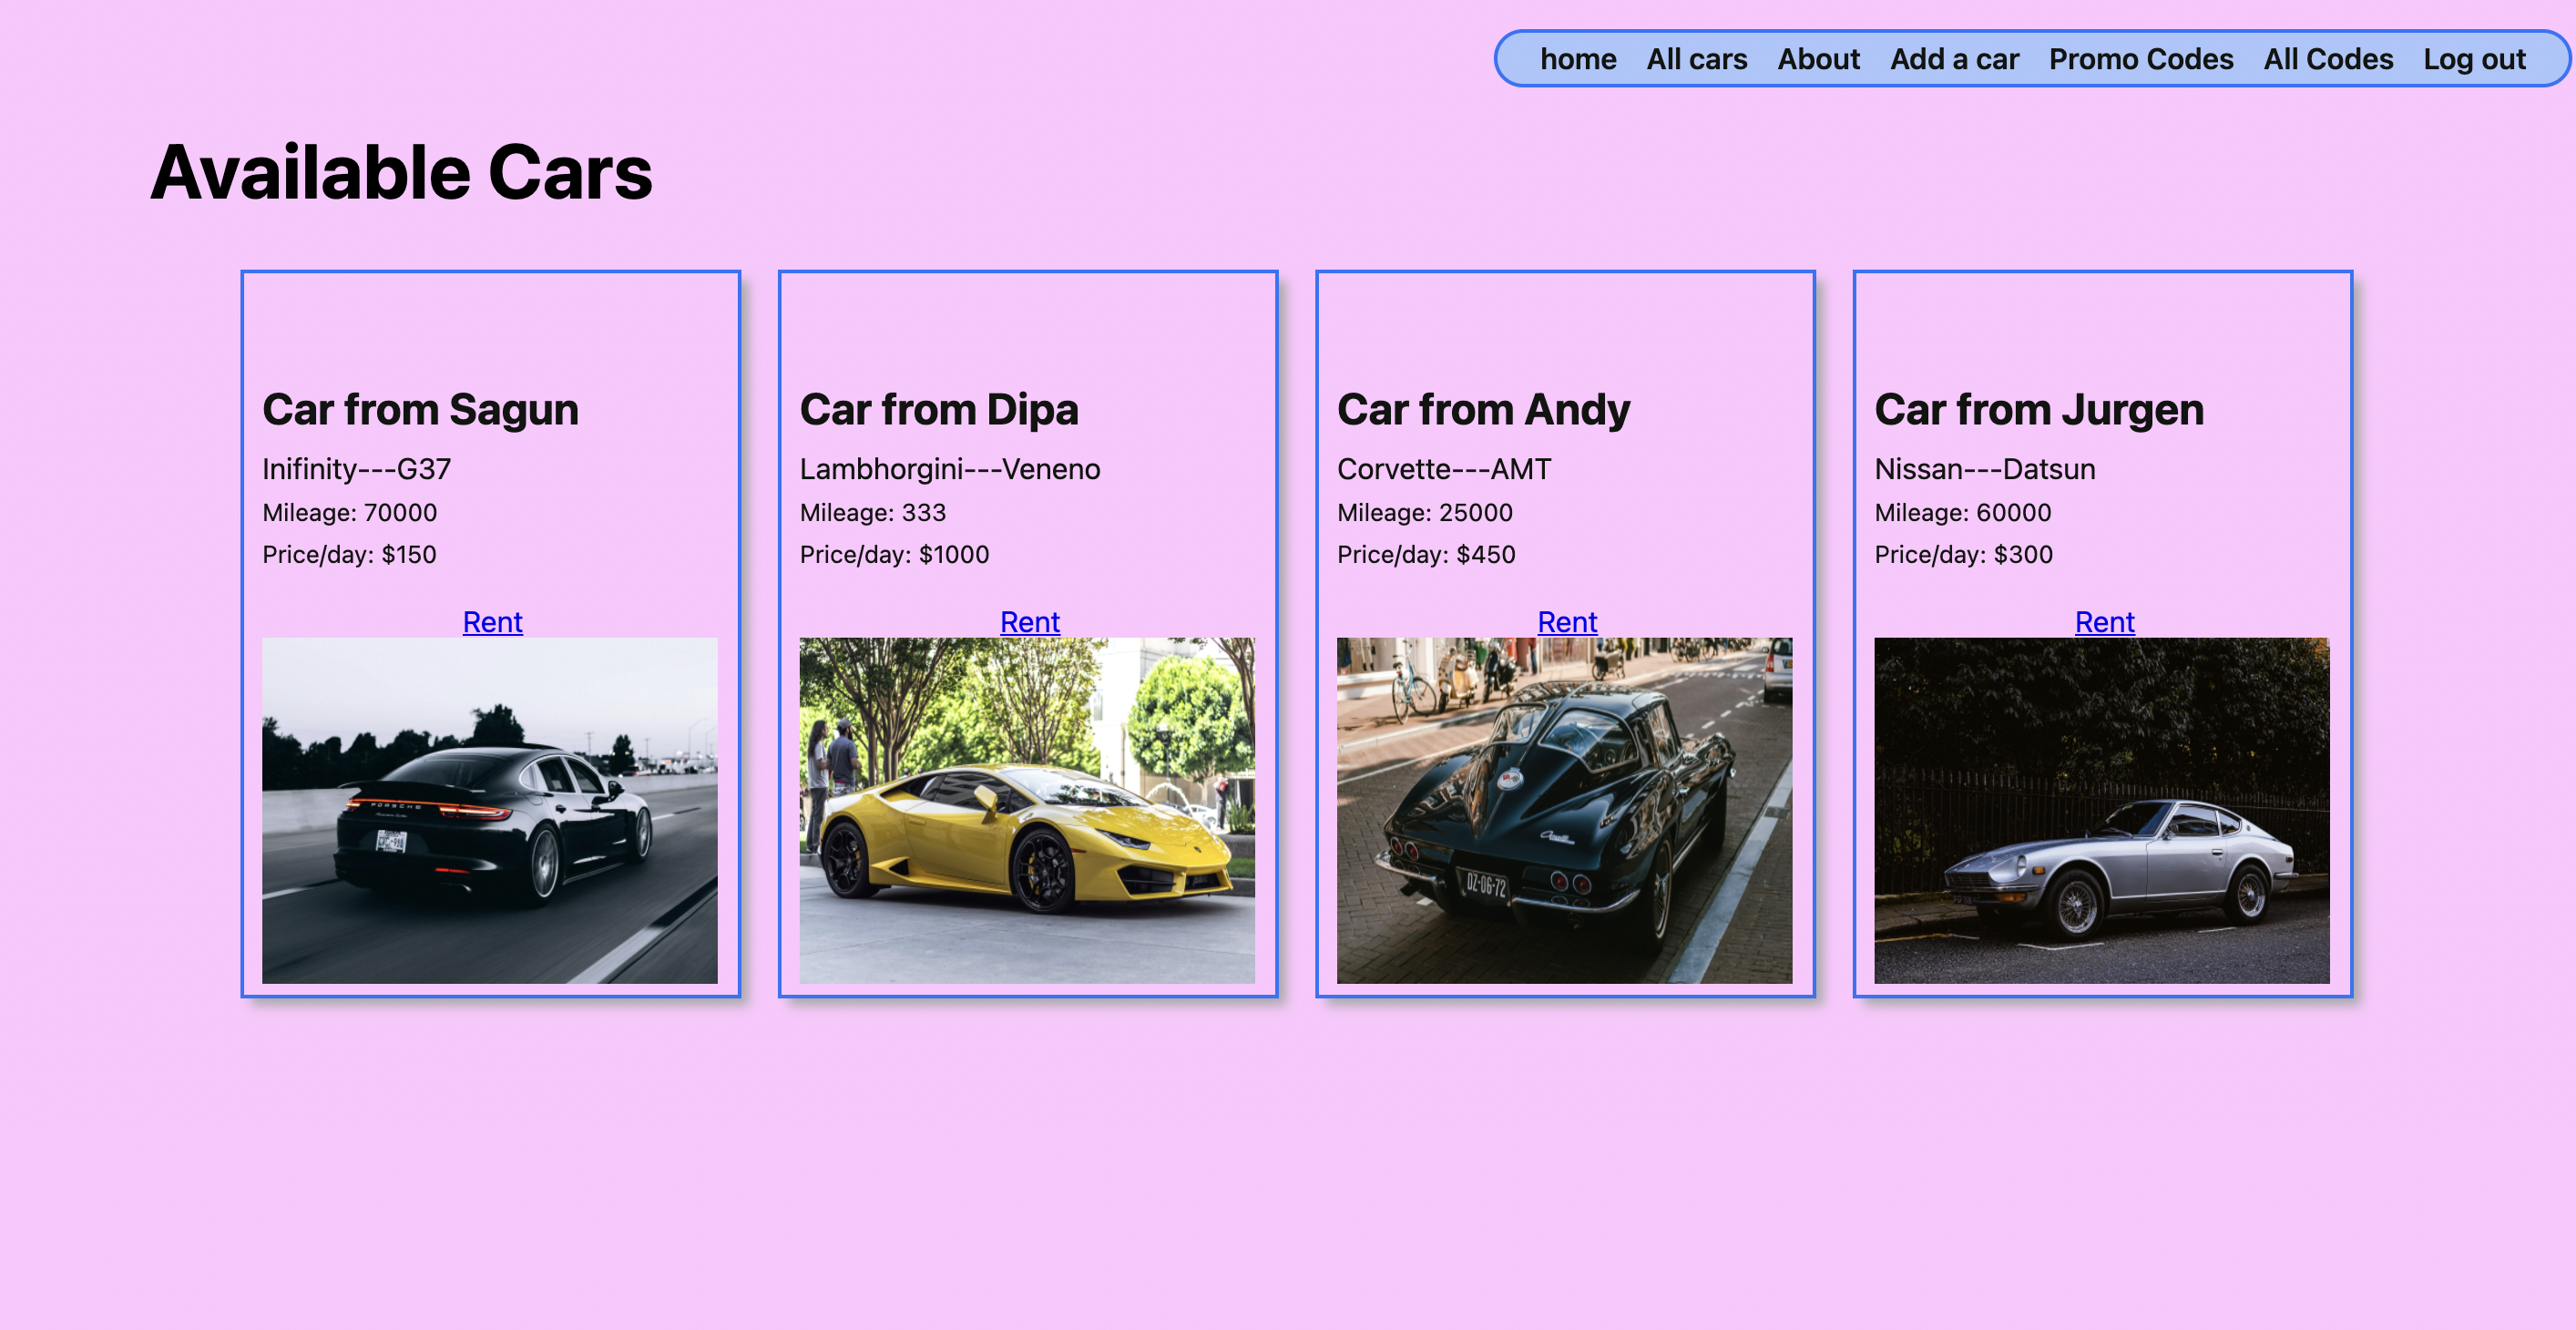 home All cars About Add a car Promo Codes All Codes Log out
Available Cars
Car from Sagun
Inifinity---G37
Mileage: 70000
Price/day: $150
Rent
PORSCHE
Car from Dipa
Lambhorgini---Veneno
Mileage: 333
Price/day: $1000
Rent
Car from Andy
Corvette---AMT
Mileage: 25000
Price/day: $450
Rent
DZ-06-72
Car from Jurgen
Nissan---Datsun
Mileage: 60000
Price/day: $300
Rent